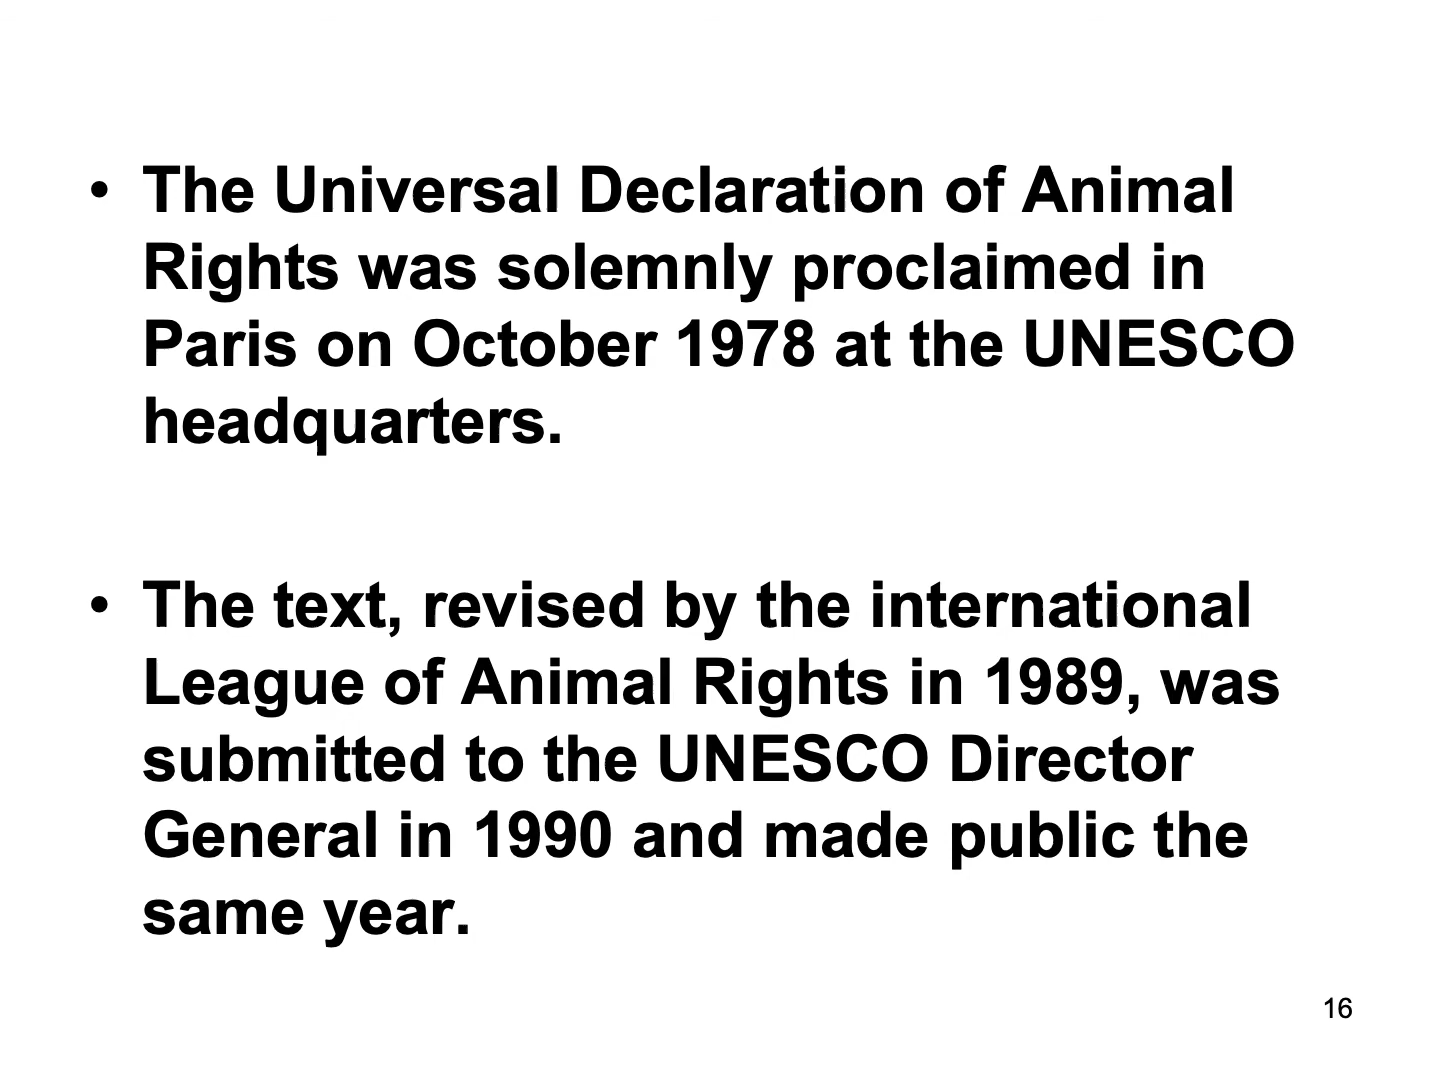 • The Universal Declaration of Animal
Rights was solemnly proclaimed in
Paris on October 1978 at the UNESCO
headquarters.
• The text, revised by the international
League of Animal Rights in 1989, was
submitted to the UNESCO Director
General in 1990 and made public the
same year.
16